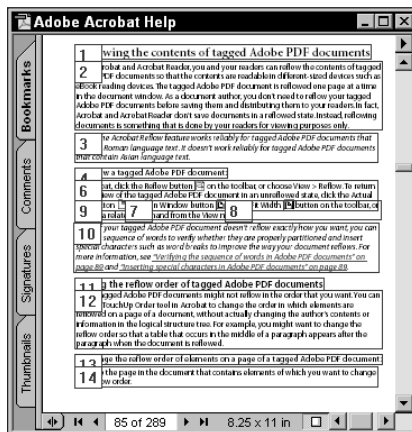 Adobe Acrobat Help
Bookmarks
Comments
Signatures
Thumbnails
1 wing the contents of tagged Adobe PDF documents
2 robat and Acrobat Reader, you and your readers can reflow the contents of tagged
PDF documents so that the contents are readable in different-sized devices such as
eBook reading devices. The tagged Adobe PDF document is reflowed one page at a time
in the document window. As a document author, you don't need to reflow your tagged
Adobe PDF documents before saving them and distributing them to your readers. In fact,
Acrobat and Acrobat Reader don't save documents in a reflowed state. Instead, reflowing
documents is something that is done by your readers for viewing purposes only.
3 he Acrobat Reflow feature works reliably for tagged Adobe PDF documents that
Roman language text. It doesn't work reliably for tagged Adobe PDF documents
that contain Asian language text.
4 w a tagged Adobe PDF document:
6 bat, click the Reflow button on the toolbar, or choose View > Reflow. To return
iew of the tagged Adobe PDF document in an unreflowed state, click the Actual
9 ton 7 in Window button 8 it Width button on the toolbar, or
a relate hand from the View m
10 your tagged Adobe PDF document doesn't reflow exactly how you want, you can
sequence of words to verify whether they are properly partitioned and insert
special characters such as word breaks to improve the way your document reflows. For
more information, see "Verifying the sequence of words in Adobe PDF documents" on
page 89 and "Inserting special characters in Adobe PDF documents" on page 89.
11 g the reflow order of tagged Adobe PDF documents
12 agged Adobe PDF documents might not reflow in the order that you want. You can
TouchUp Order tool in Acrobat to change the order in which elements are
reflowed on a page of a document, without actually changing the author's contents or
information in the logical structure tree. For example, you might want to change the
reflow order so that a table that occurs in the middle of a paragraph appears after the
paragraph when the document is reflowed.
13 ge the reflow order of elements on a page of a tagged Adobe PDF document:
14 the page in the document that contains elements of which you want to change
ow order.
85 of 289 8.25 x 11 in